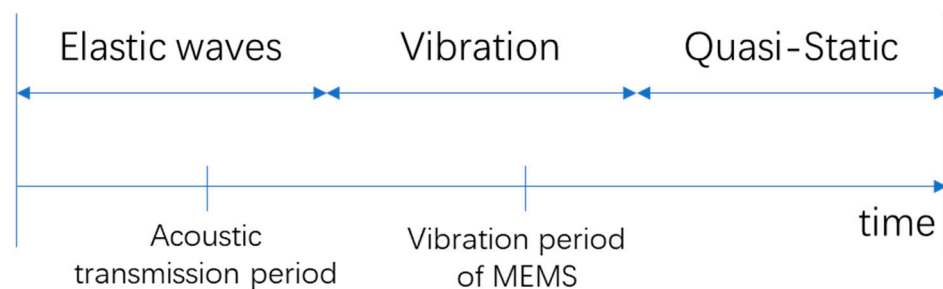 Elastic waves
Vibration
Quasi-Static
time
Acoustic
transmission period
Vibration period
of MEMS